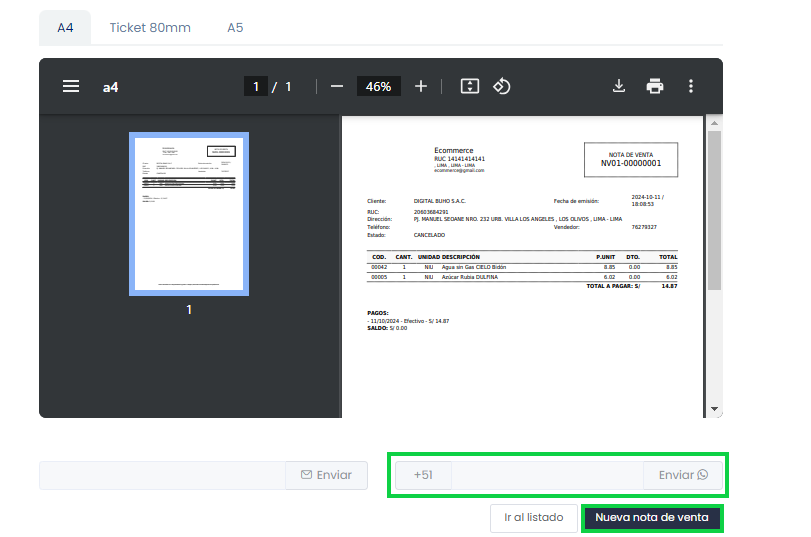 A4 Ticket 80mm A5
a4 1 / 1 46%
Ecommerce
RUC 14141414141
, LIMA , LIMA - LIMA
ecommerce@gmail.com
NOTA DE VENTA
NV01-00000001
Cliente: DIGITAL BUHO S.A.C. Fecha de emisión: 2024-10-11 /
18:08:53
RUC: 20603684291
Dirección: PJ. MANUEL SEOANE NRO. 232 URB. VILLA LOS ANGELES , LOS OLIVOS , LIMA - LIMA
Teléfono: Vendedor: 76279327
Estado: CANCELADO
COD. CANT. UNIDAD DESCRIPCIÓN P.UNIT DTO. TOTAL
00042 1 NIU Agua sin Gas CIELO Bidón 8.85 0.00 8.85
00005 1 NIU Azúcar Rubia DULFINA 6.02 0.00 6.02
TOTAL A PAGAR: S/ 14.87
PAGOS:
- 11/10/2024 - Efectivo - S/ 14.87
SALDO: S/ 0.00
1
Enviar +51 Enviar
Ir al listado Nueva nota de venta